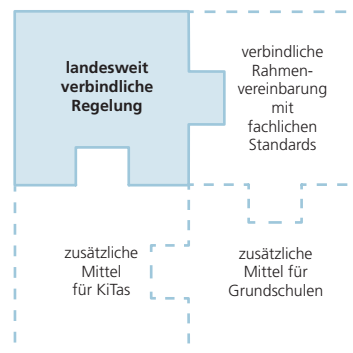 landesweit
verbindliche
Regelung
verbindliche
Rahmen-
vereinbarung
mit
fachlichen
Standards
zusätzliche
Mittel
für KiTas
zusätzliche
Mittel für
Grundschulen